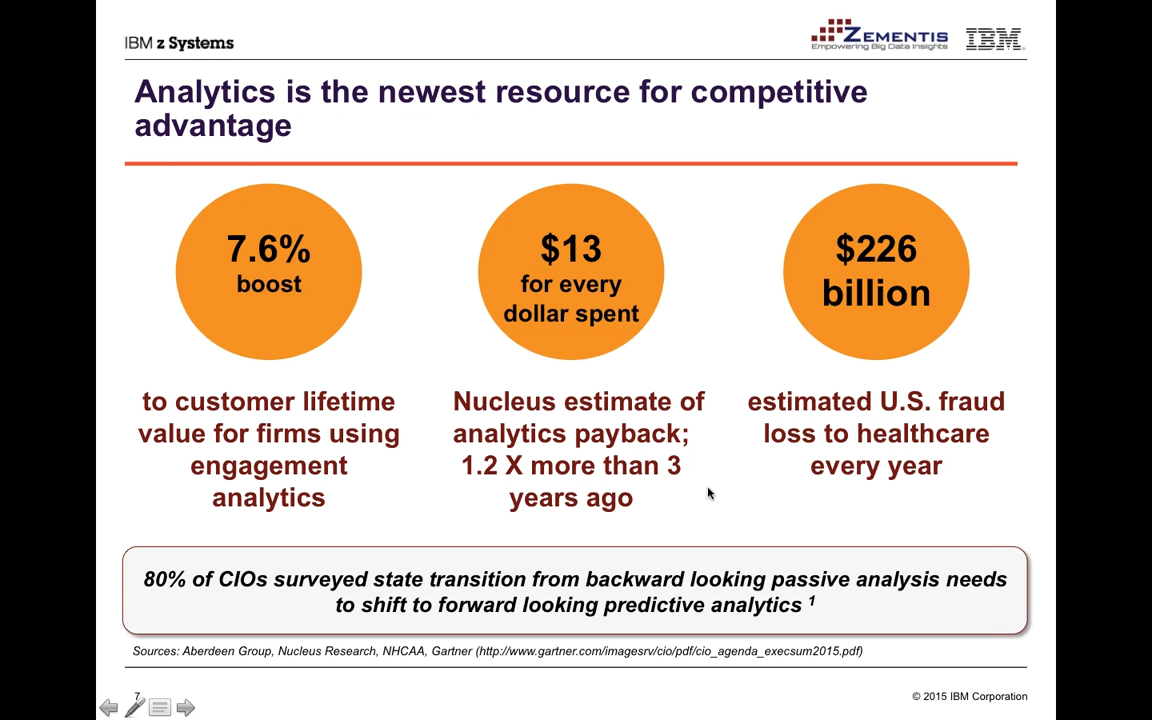 IBM z Systems
ZEMENTIS
Empowering Big Data Insights
IBM
Analytics is the newest resource for competitive
advantage
7.6%
boost
$13
for every
dollar spent
$226
billion
to customer lifetime
value for firms using
engagement
analytics
Nucleus estimate of
analytics payback;
1.2 X more than 3
years ago
estimated U.S. fraud
loss to healthcare
every year
80% of CIOs surveyed state transition from backward looking passive analysis needs
to shift to forward looking predictive analytics ¹
Sources: Aberdeen Group, Nucleus Research, NHCAA, Gartner (http://www.gartner.com/imagesrv/cio/pdf/cio_agenda_execsum2015.pdf)
7
© 2015 IBM Corporation